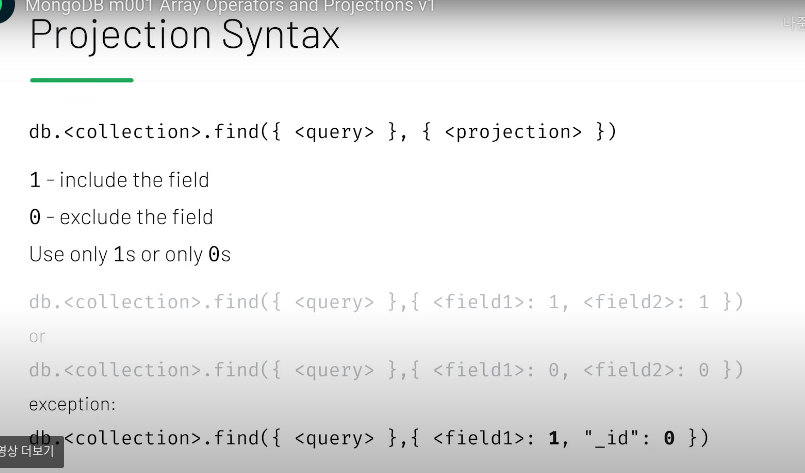 MongoDB m001 Array Operators and Projections v1
Projection Syntax
db.<collection>.find({ <query> }, { <projection> })
1 - include the field
0 - exclude the field
Use only 1s or only 0s
db.<collection>.find({ <query> },{ <field1>: 1, <field2>: 1 })
or
db.<collection>.find({ <query> },{ <field1>: 0, <field2>: 0 })
exception:
db.<collection>.find({ <query> },{ <field1>: 1, "_id": 0 })
영상 더보기